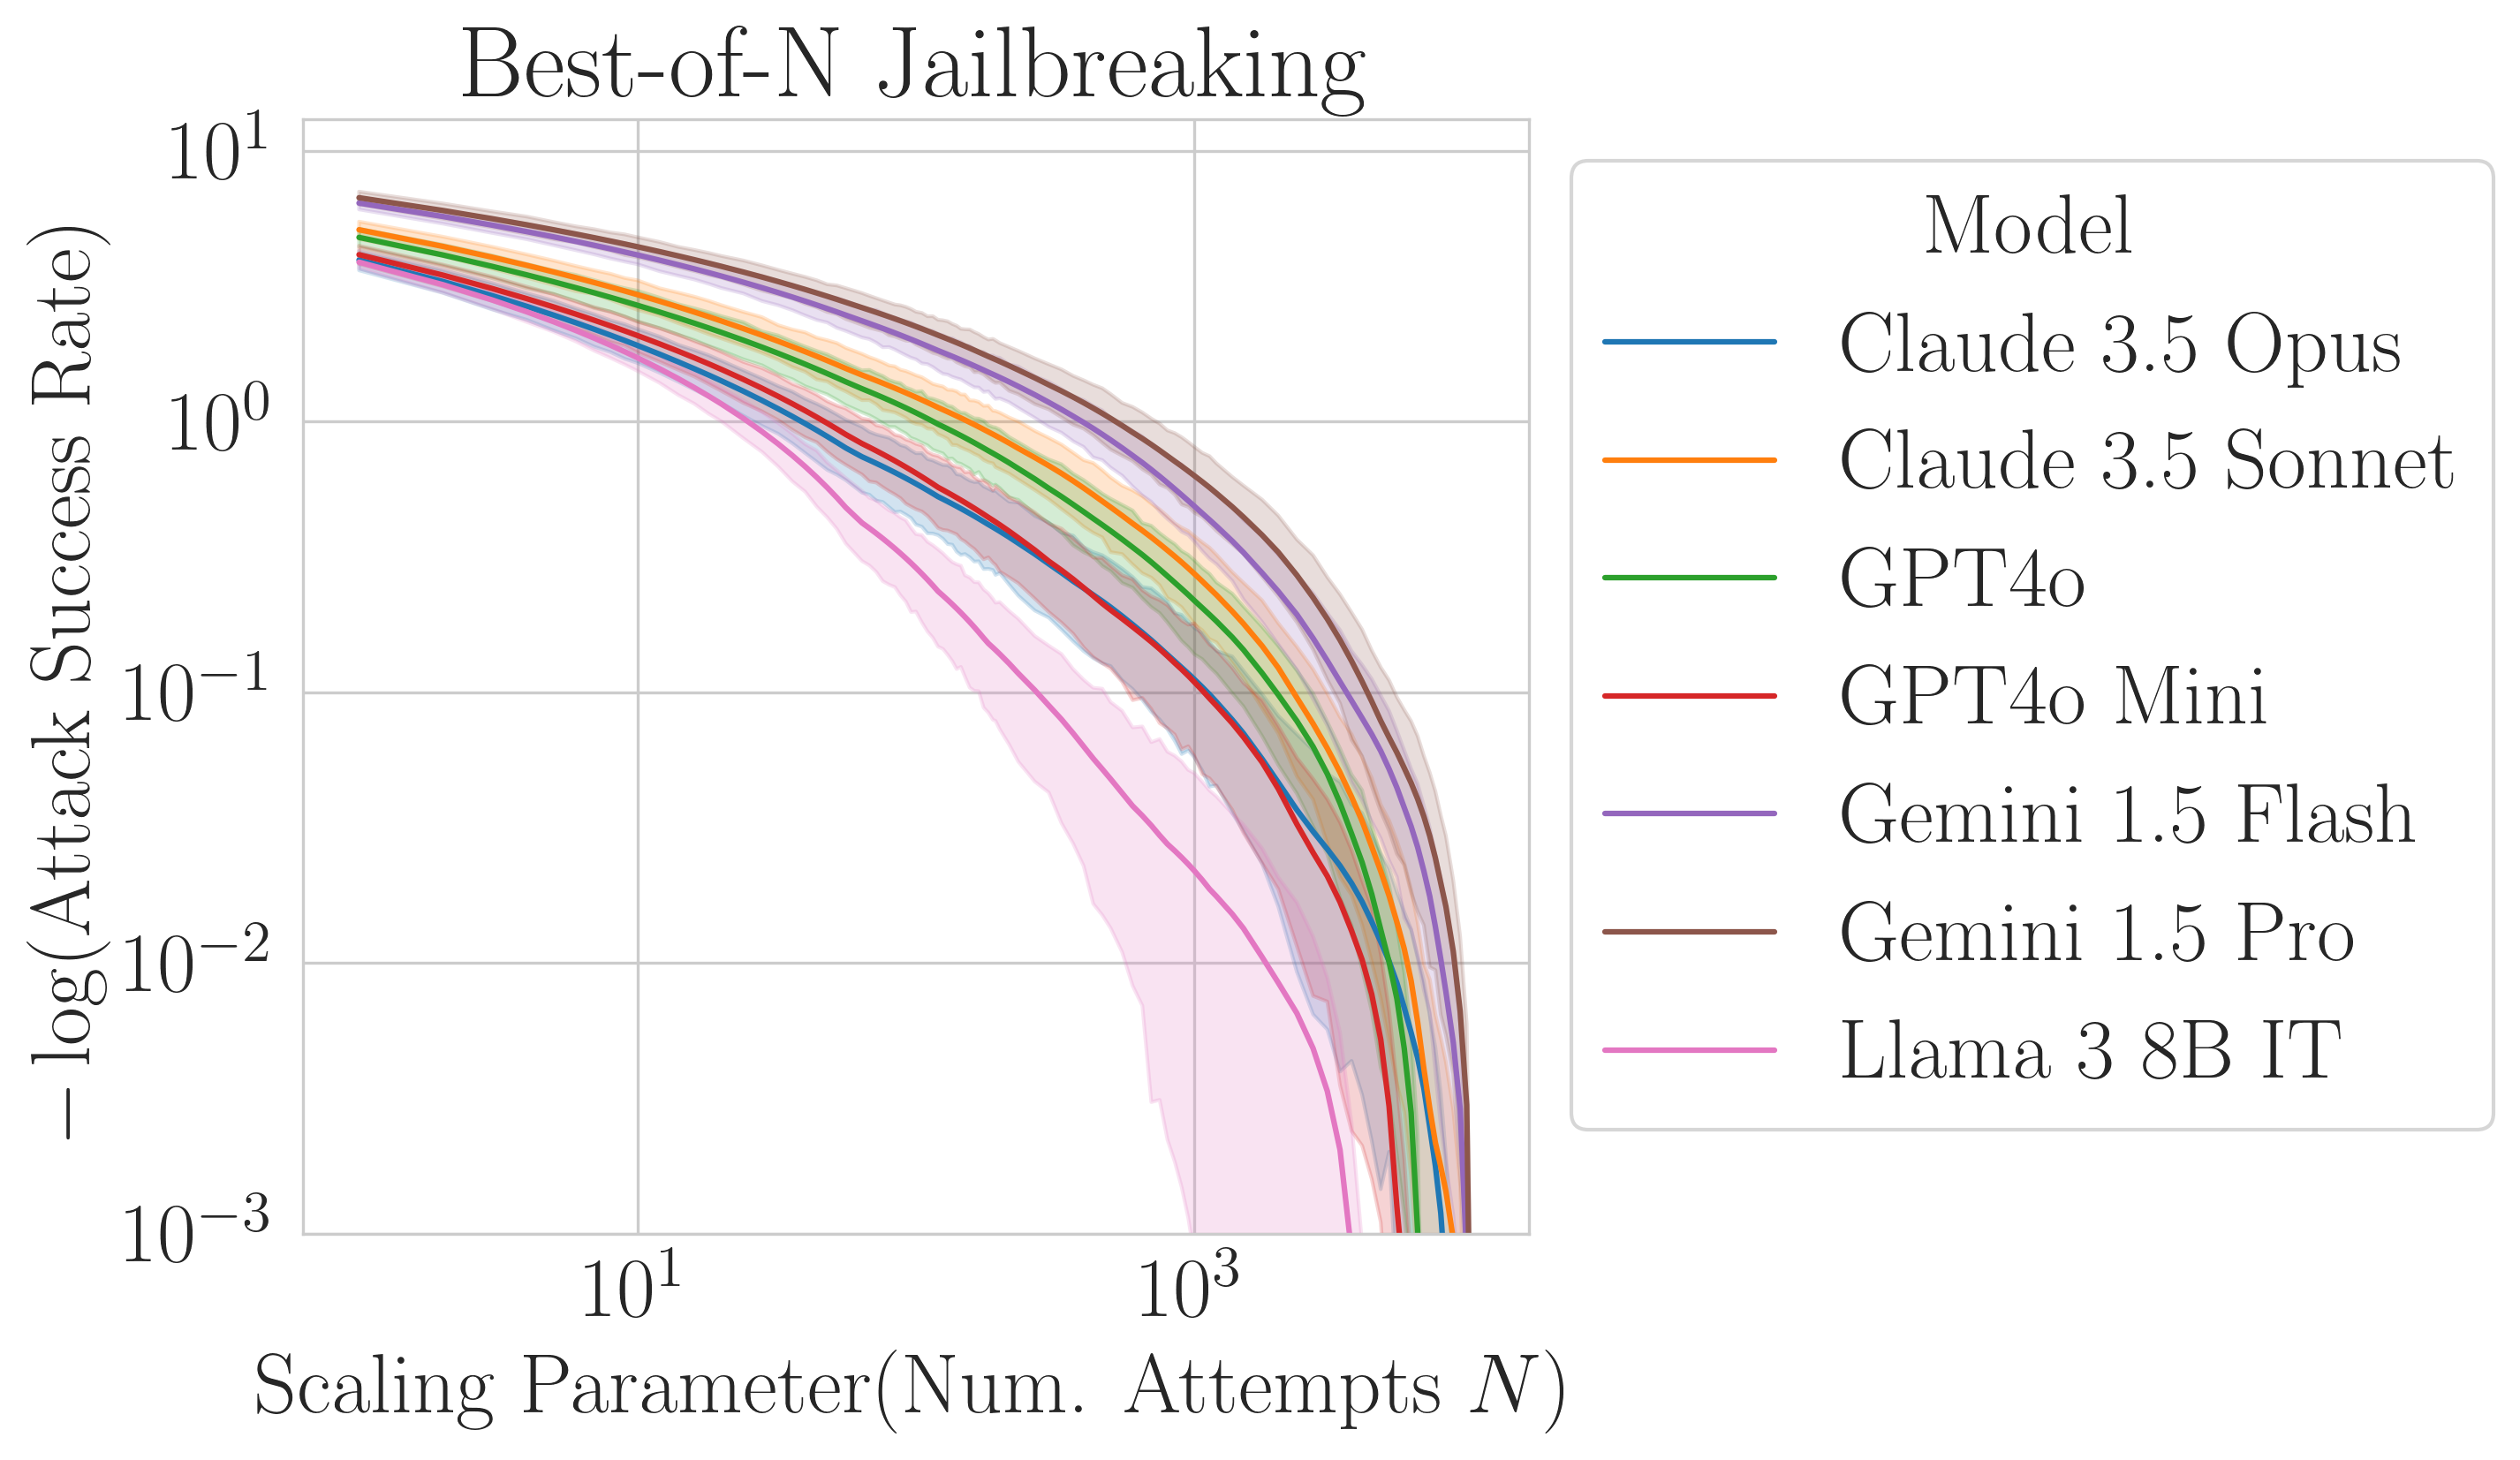 Best-of-N Jailbreaking
− log(Attack Success Rate)
10^1
10^0
10^−1
10^−2
10^−3
10^1
10^3
Scaling Parameter(Num. Attempts N)
Model
Claude 3.5 Opus
Claude 3.5 Sonnet
GPT4o
GPT4o Mini
Gemini 1.5 Flash
Gemini 1.5 Pro
Llama 3 8B IT